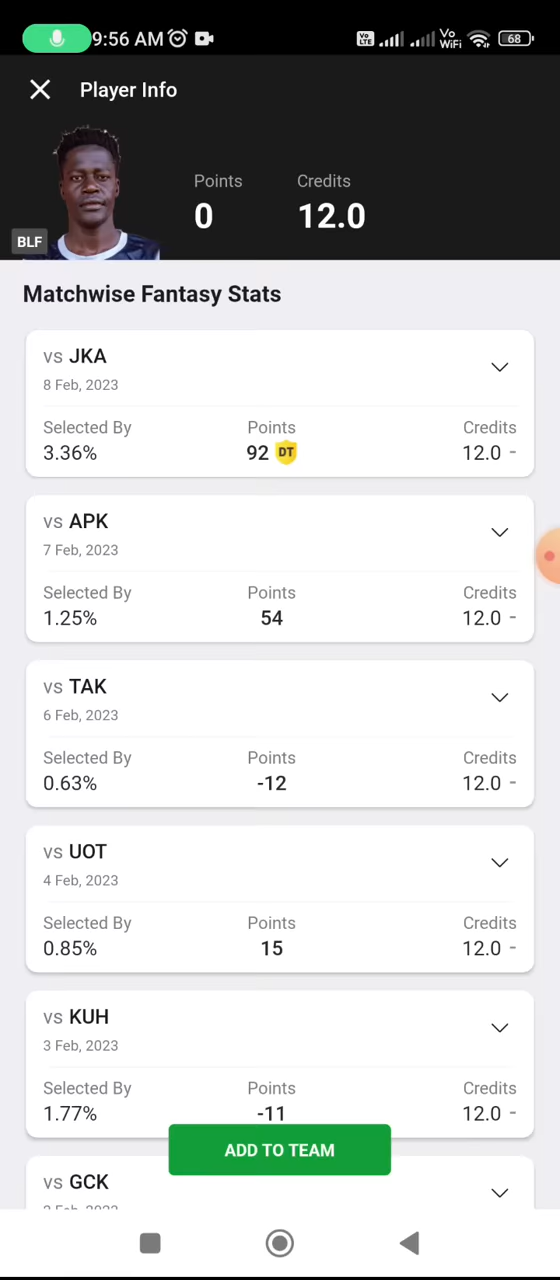 9:56 AM
Vo LTE Vo WiFi 68
Player Info
Points Credits
0 12.0
BLF
Matchwise Fantasy Stats
vs JKA
8 Feb, 2023
Selected By Points Credits
3.36% 92 DT 12.0 -
vs APK
7 Feb, 2023
Selected By Points Credits
1.25% 54 12.0 -
vs TAK
6 Feb, 2023
Selected By Points Credits
0.63% -12 12.0 -
vs UOT
4 Feb, 2023
Selected By Points Credits
0.85% 15 12.0 -
vs KUH
3 Feb, 2023
Selected By Points Credits
1.77% -11 12.0 -
ADD TO TEAM
vs GCK